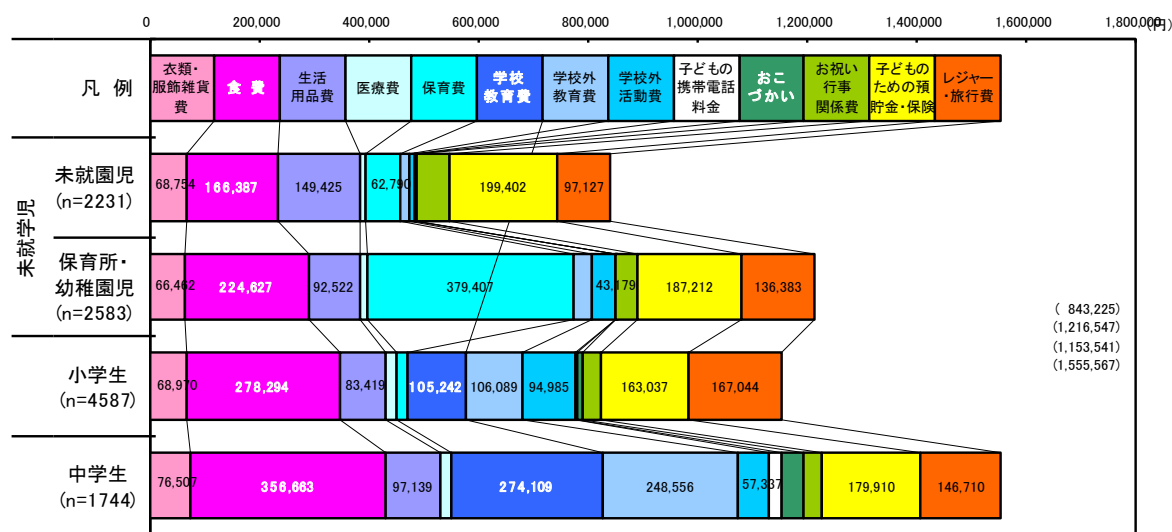 0 200,000 400,000 600,000 800,000 1,000,000 1,200,000 1,400,000 1,600,000 1,800,000 (円)
凡 例
衣類・
服飾雑貨
費
食 費
生活
用品費
医療費
保育費
学校
教育費
学校外
教育費
学校外
活動費
子どもの
携帯電話
料金
おこ
づかい
お祝い
行事
関係費
子どもの
ための預
貯金・保険
レジャー
・旅行費
未就学児
未就園児
(n=2231)
68,754 166,387 149,425 62,790 199,402 97,127
保育所・
幼稚園児
(n=2583)
66,462 224,627 92,522 379,407 43,179 187,212 136,383
小学生
(n=4587)
68,970 278,294 83,419 105,242 106,089 94,985 163,037 167,044
中学生
(n=1744)
76,507 356,663 97,139 274,109 248,556 57,337 179,910 146,710
( 843,225)
(1,216,547)
(1,153,541)
(1,555,567)